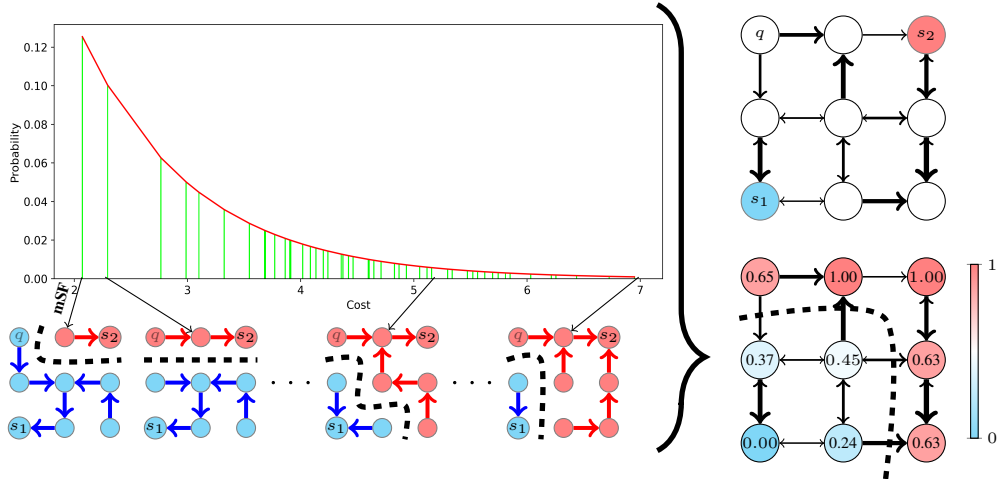 Probability
0.12
0.10
0.08
0.06
0.04
0.02
0.00
2 3 4 5 6 7
Cost
mSF
q s2
s1
q s2
s1
· · · ·
q s2
s1
· · · ·
q s2
s1
q s2
s1
0.65 1.00 1.00
0.37 0.45 0.63
0.00 0.24 0.63
1
0